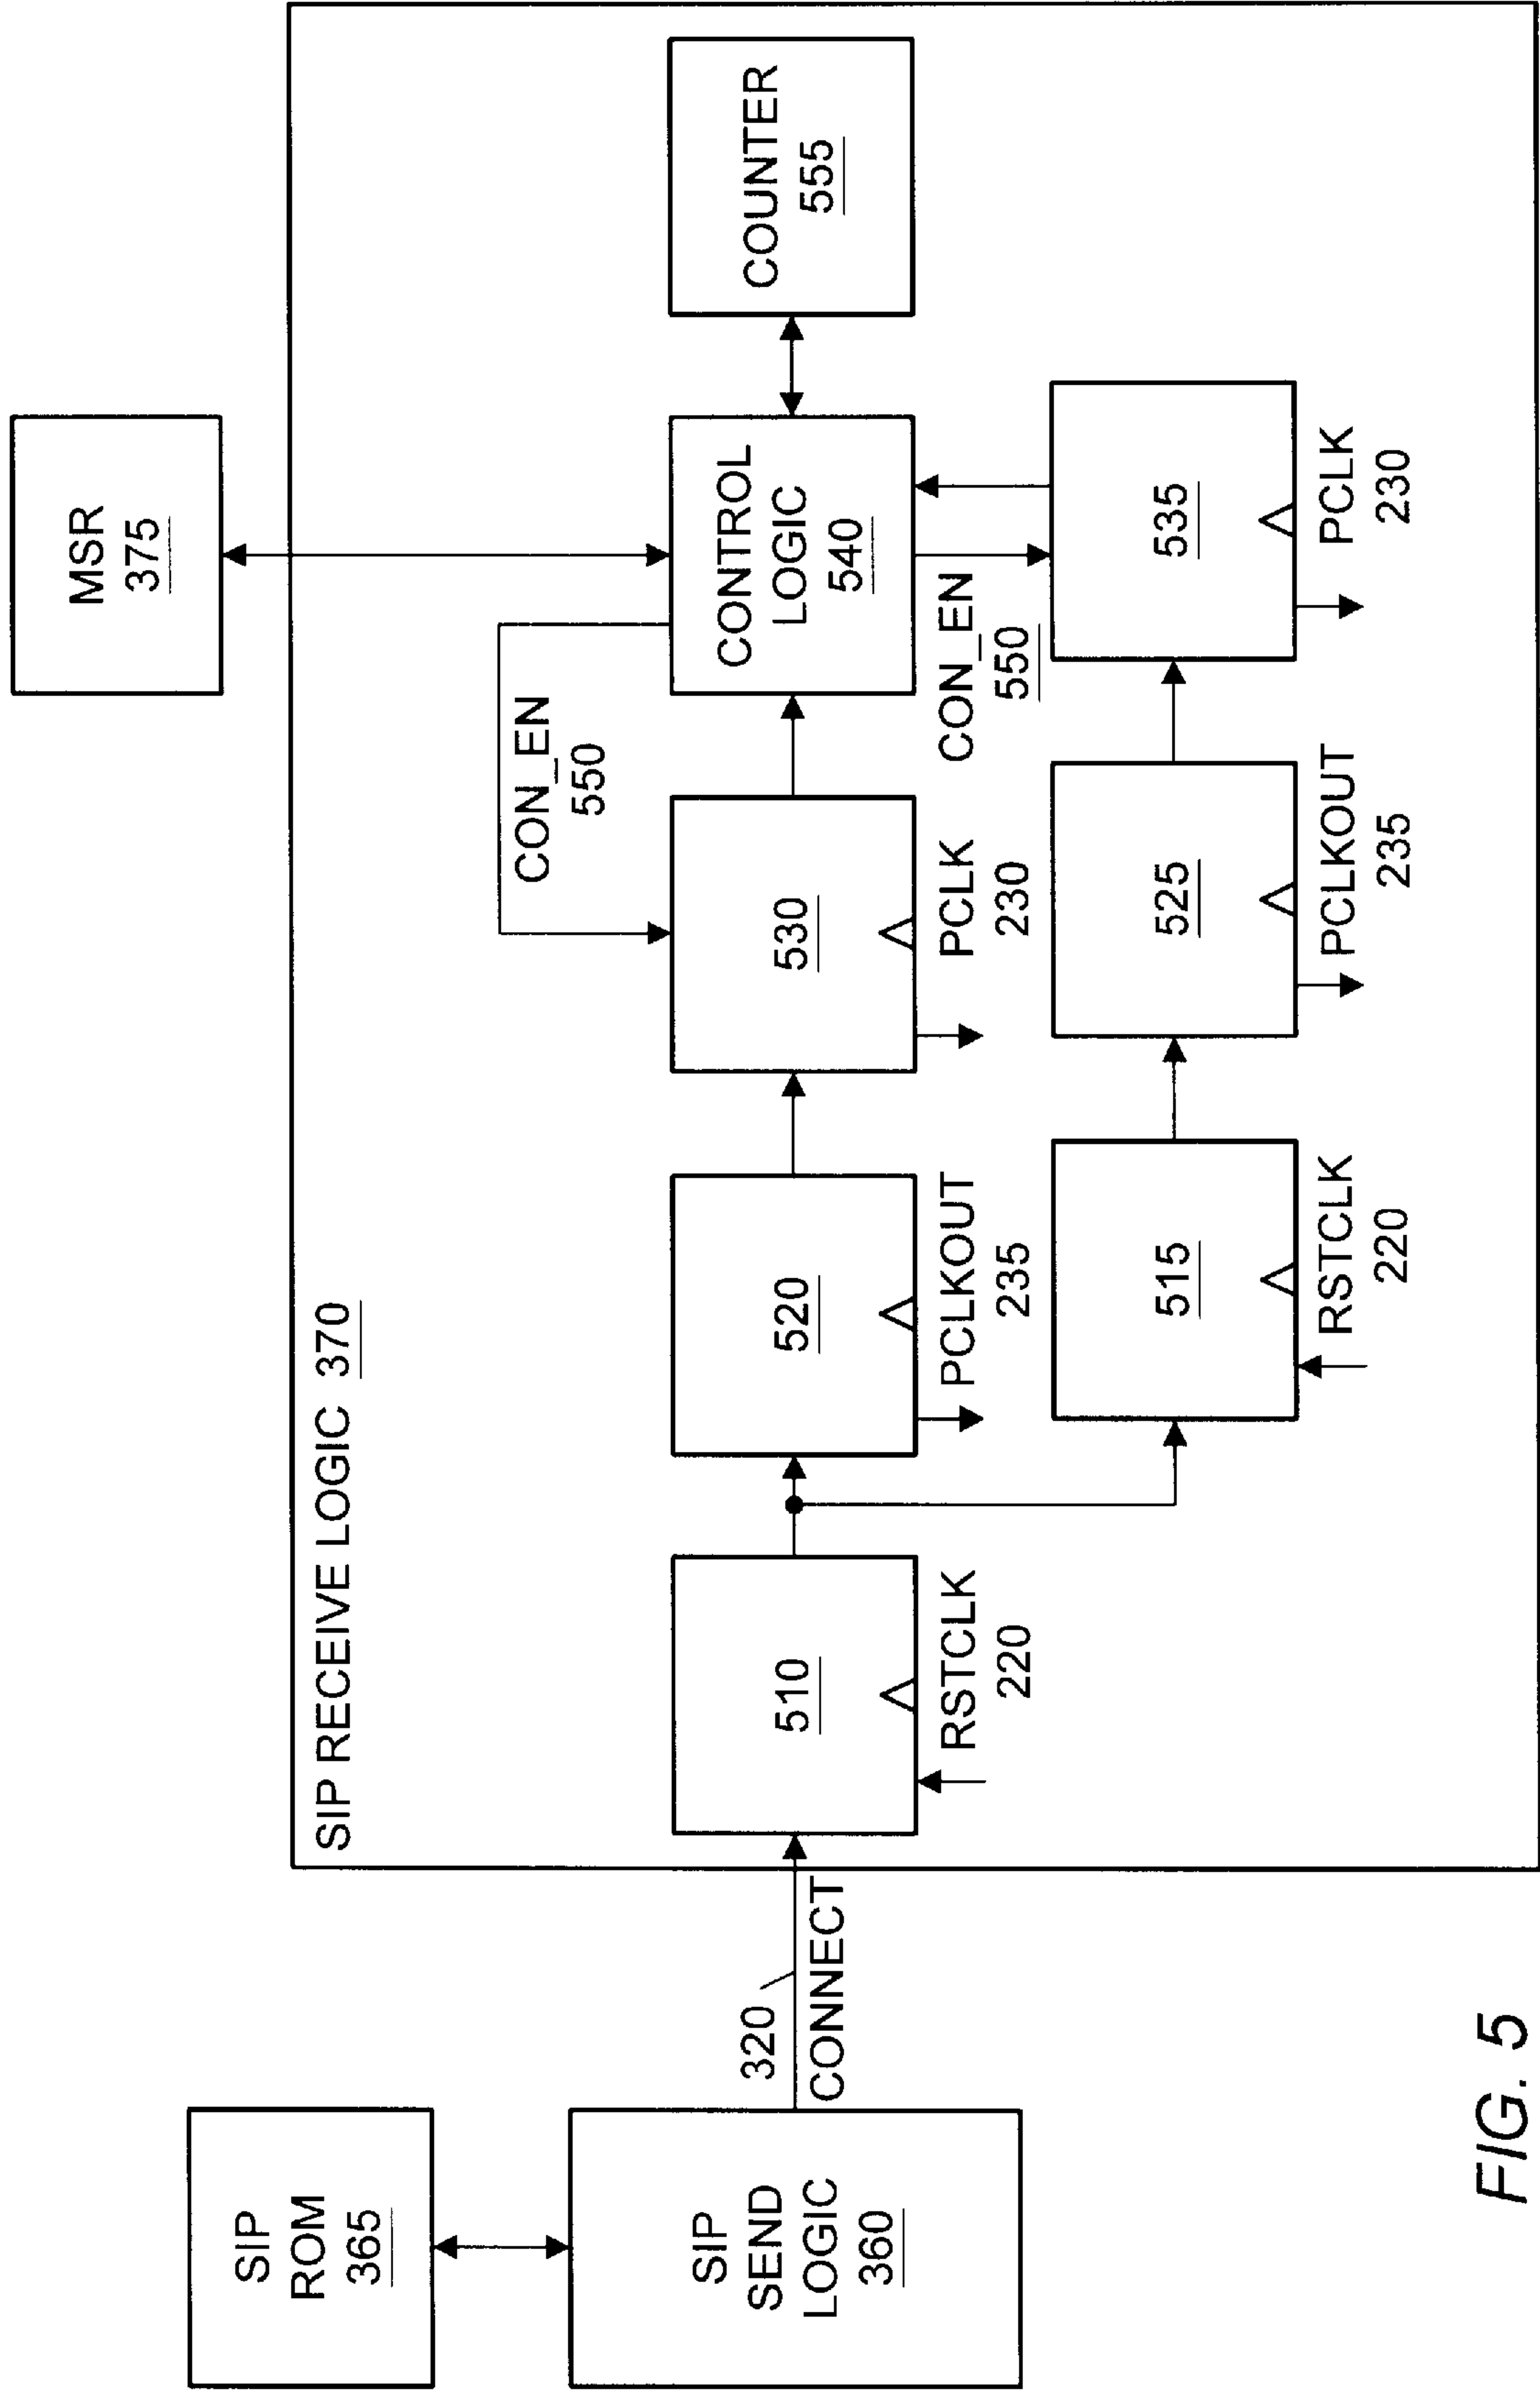 SIP
ROM
365
SIP
SEND
LOGIC
360
320
CONNECT
SIP RECEIVE LOGIC 370
510
RSTCLK
220
520
PCLKOUT
235
530
PCLK
230
CON_EN
550
CONTROL
LOGIC
540
COUNTER
555
MSR
375
CON_EN
550
515
RSTCLK
220
525
PCLKOUT
235
535
PCLK
230
FIG. 5